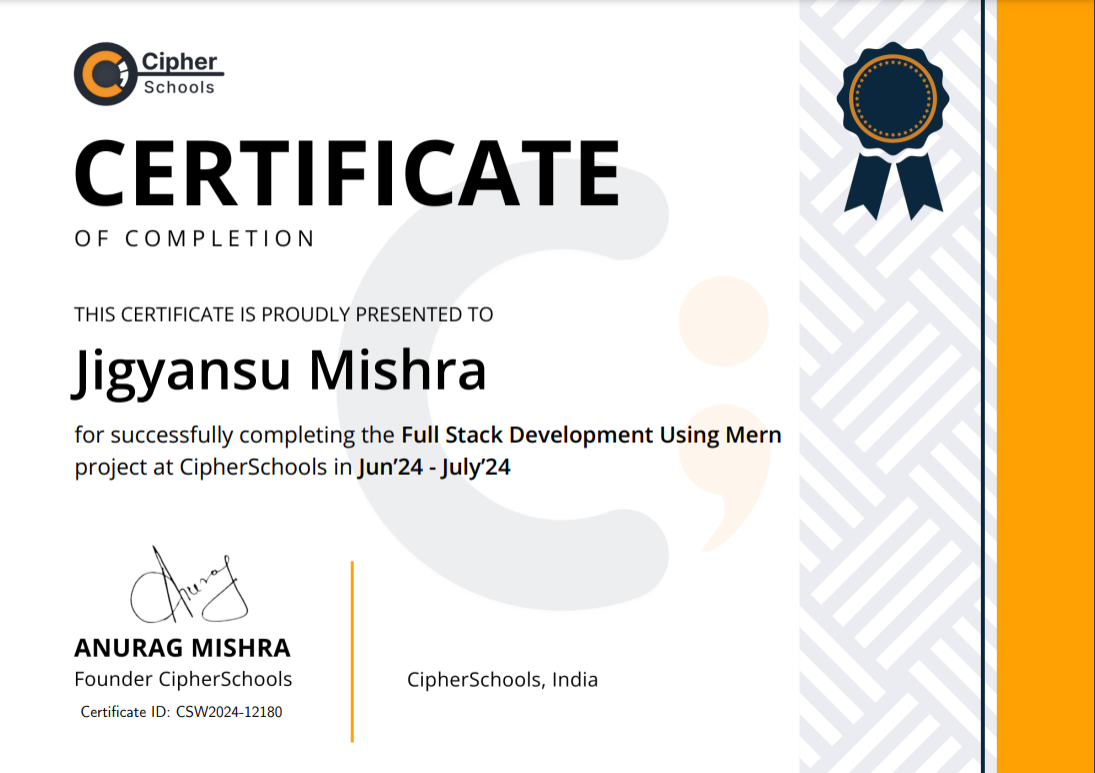 Cipher
Schools
CERTIFICATE
OF COMPLETION
THIS CERTIFICATE IS PROUDLY PRESENTED TO
Jigyansu Mishra
for successfully completing the Full Stack Development Using Mern
project at CipherSchools in Jun’24 - July’24
Anurag
ANURAG MISHRA
Founder CipherSchools
CipherSchools, India
Certificate ID: CSW2024-12180